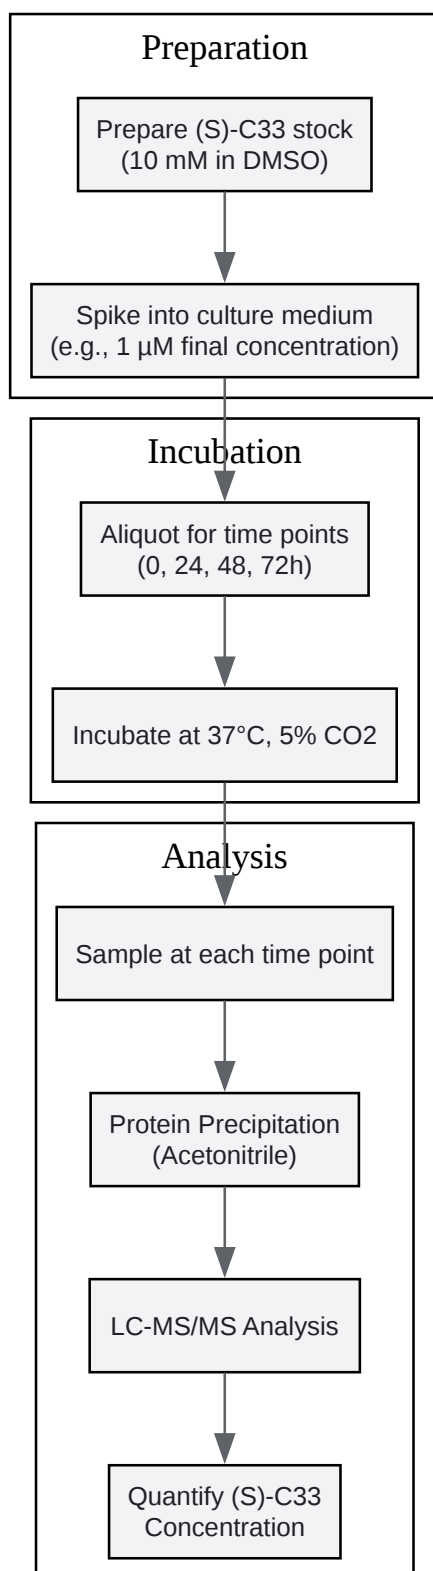 Preparation
Prepare (S)-C33 stock
(10 mM in DMSO)
Spike into culture medium
(e.g., 1 µM final concentration)
Incubation
Aliquot for time points
(0, 24, 48, 72h)
Incubate at 37°C, 5% CO2
Analysis
Sample at each time point
Protein Precipitation
(Acetonitrile)
LC-MS/MS Analysis
Quantify (S)-C33
Concentration